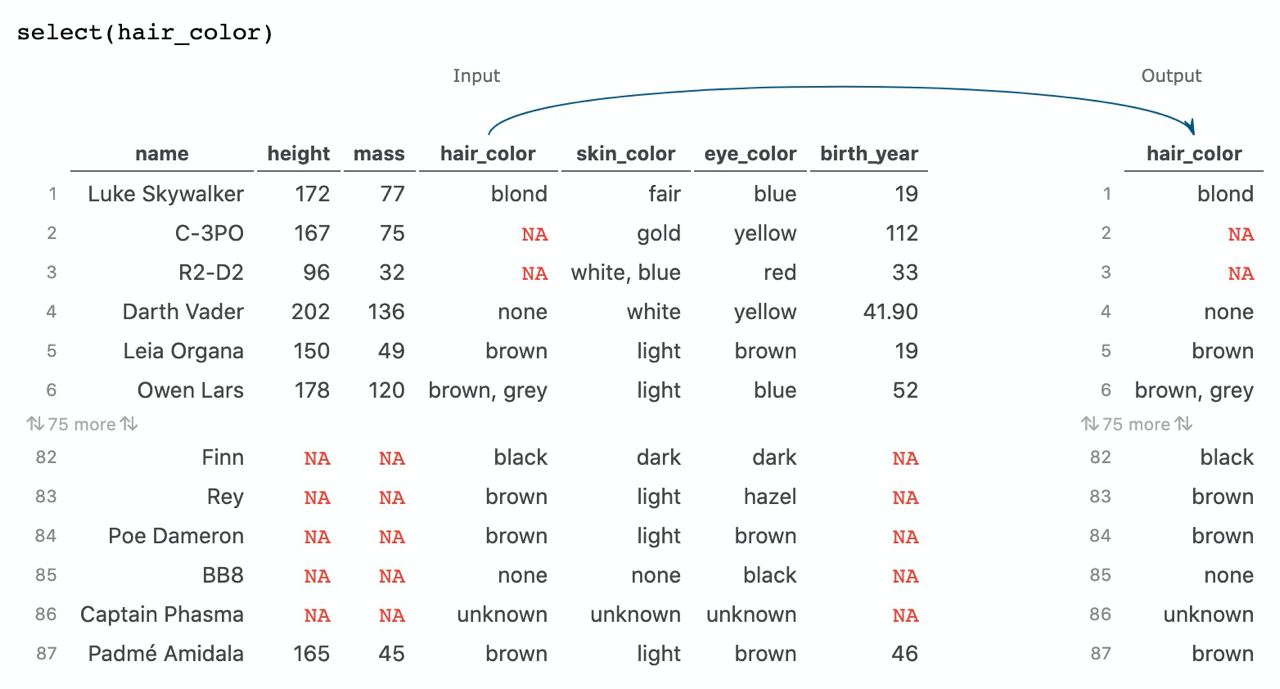 select(hair_color)
Input Output
name height mass hair_color skin_color eye_color birth_year hair_color
1 Luke Skywalker 172 77 blond fair blue 19 1 blond
2 C-3PO 167 75 NA gold yellow 112 2 NA
3 R2-D2 96 32 NA white, blue red 33 3 NA
4 Darth Vader 202 136 none white yellow 41.90 4 none
5 Leia Organa 150 49 brown light brown 19 5 brown
6 Owen Lars 178 120 brown, grey light blue 52 6 brown, grey
⇅ 75 more ⇅ ⇅ 75 more ⇅
82 Finn NA NA black dark dark NA 82 black
83 Rey NA NA brown light hazel NA 83 brown
84 Poe Dameron NA NA brown light brown NA 84 brown
85 BB8 NA NA none none black NA 85 none
86 Captain Phasma NA NA unknown unknown unknown NA 86 unknown
87 Padmé Amidala 165 45 brown light brown 46 87 brown